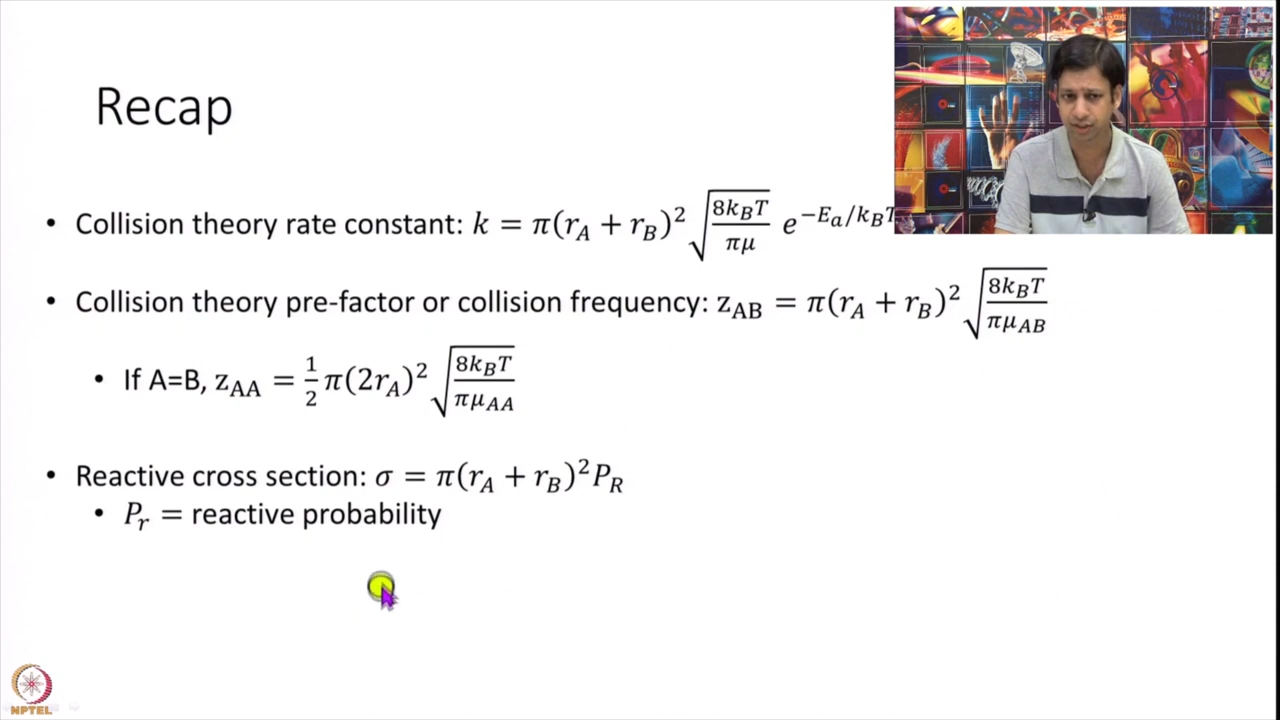 Recap
• Collision theory rate constant: k = π(r_A + r_B)² √(8k_BT/πμ) e^(−E_a/k_BT
• Collision theory pre-factor or collision frequency: z_AB = π(r_A + r_B)² √(8k_BT/πμ_AB)
• If A=B, z_AA = 1/2 π(2r_A)² √(8k_BT/πμ_AA)
• Reactive cross section: σ = π(r_A + r_B)²P_R
• P_r = reactive probability
NPTEL